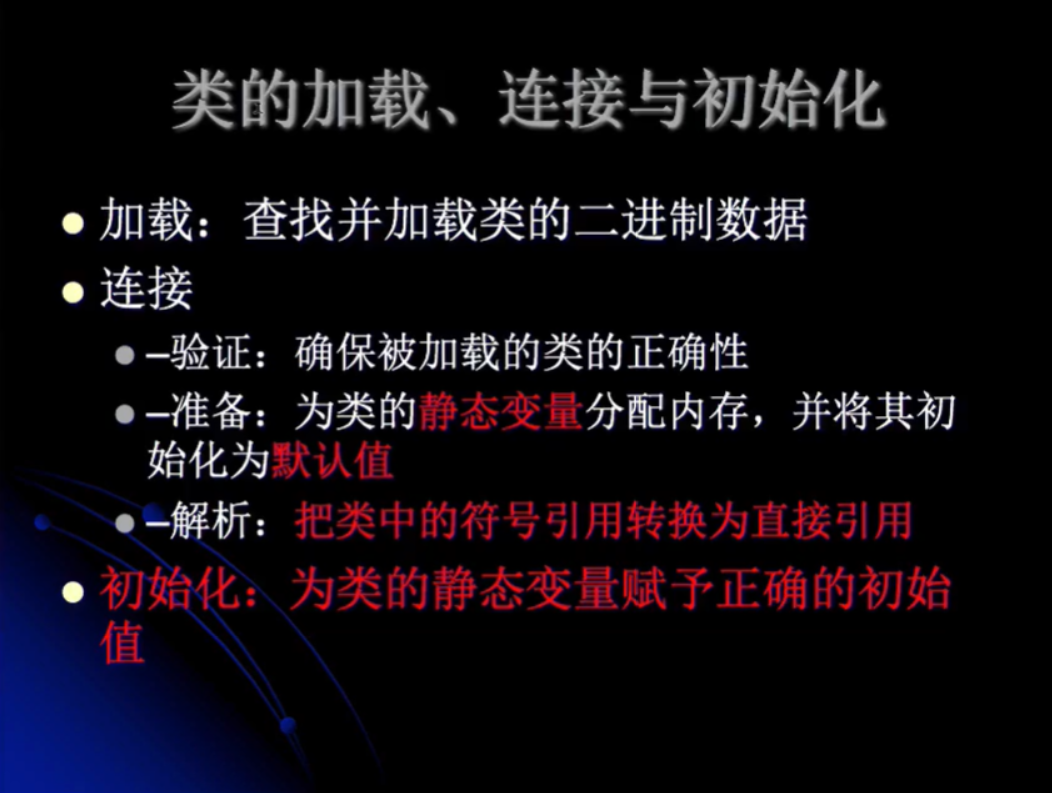 类的加载、连接与初始化
加载：查找并加载类的二进制数据
连接
–验证：确保被加载的类的正确性
–准备：为类的静态变量分配内存，并将其初
始化为默认值
–解析：把类中的符号引用转换为直接引用
初始化：为类的静态变量赋予正确的初始
值